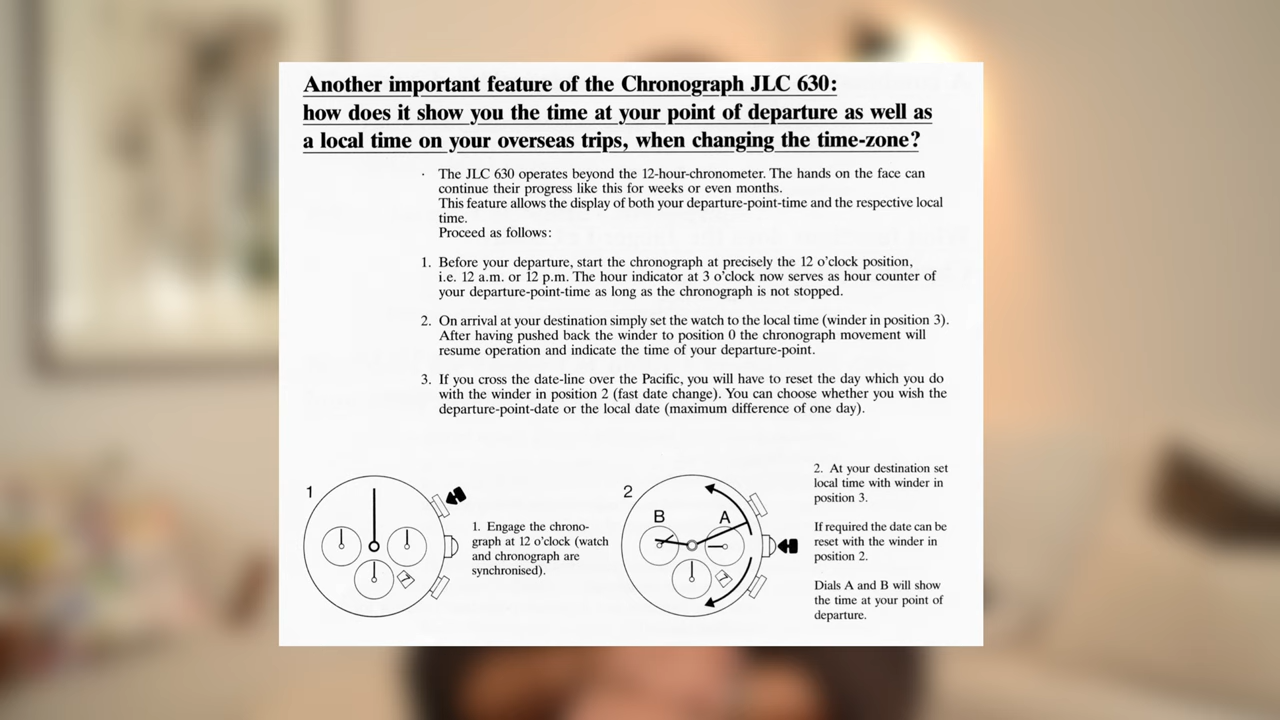 Another important feature of the Chronograph JLC 630:
how does it show you the time at your point of departure as well as
a local time on your overseas trips, when changing the time-zone?
· The JLC 630 operates beyond the 12-hour-chronometer. The hands on the face can
continue their progress like this for weeks or even months.
This feature allows the display of both your departure-point-time and the respective local
time.
Proceed as follows:
1. Before your departure, start the chronograph at precisely the 12 o'clock position,
i.e. 12 a.m. or 12 p.m. The hour indicator at 3 o'clock now serves as hour counter of
your departure-point-time as long as the chronograph is not stopped.
2. On arrival at your destination simply set the watch to the local time (winder in position 3).
After having pushed back the winder to position 0 the chronograph movement will
resume operation and indicate the time of your departure-point.
3. If you cross the date-line over the Pacific, you will have to reset the day which you do
with the winder in position 2 (fast date change). You can choose whether you wish the
departure-point-date or the local date (maximum difference of one day).
1
7
1. Engage the chrono-
graph at 12 o'clock (watch
and chronograph are
synchronised).
2
B
A
7
2. At your destination set
local time with winder in
position 3.
If required the date can be
reset with the winder in
position 2.
Dials A and B will show
the time at your point of
departure.